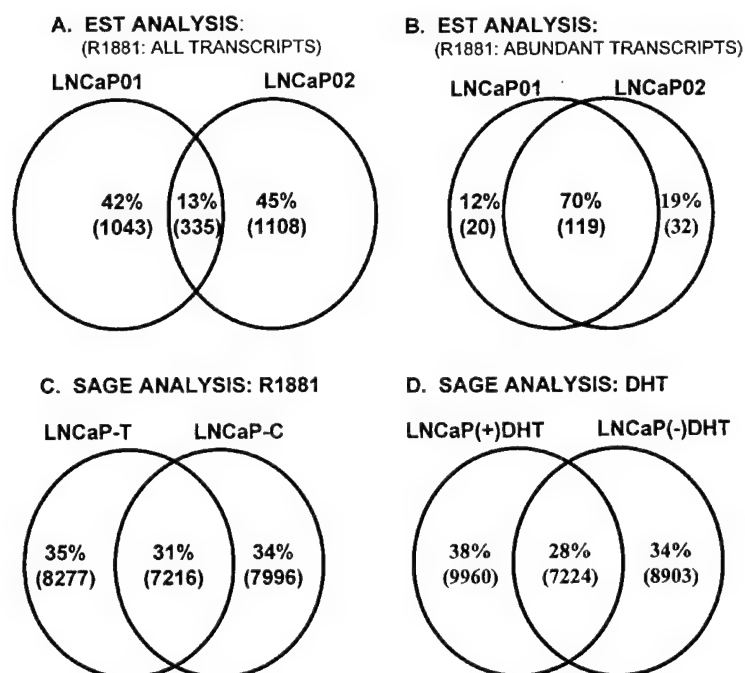 A. EST ANALYSIS:
(R1881: ALL TRANSCRIPTS)
LNCaP01
LNCaP02
42%
(1043)
13%
(335)
45%
(1108)
B. EST ANALYSIS:
(R1881: ABUNDANT TRANSCRIPTS)
LNCaP01
LNCaP02
12%
(20)
70%
(119)
19%
(32)
C. SAGE ANALYSIS: R1881
LNCaP-T
LNCaP-C
35%
(8277)
31%
(7216)
34%
(7996)
D. SAGE ANALYSIS: DHT
LNCaP(+)DHT
LNCaP(-)DHT
38%
(9960)
28%
(7224)
34%
(8903)